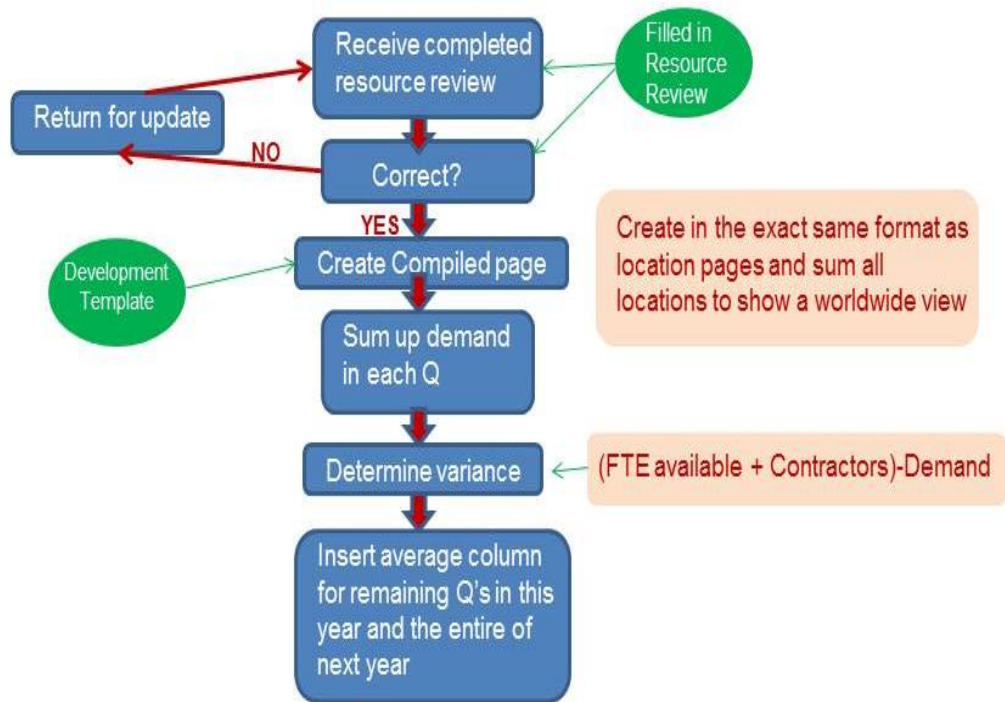 Receive completed
resource review
Filled in
Resource
Review
Return for update
NO
Correct?
YES
Create in the exact same format as
location pages and sum all
locations to show a worldwide view
Development
Template
Create Compiled page
Sum up demand
in each Q
Determine variance
(FTE available + Contractors)-Demand
Insert average column
for remaining Q's in this
year and the entire of
next year